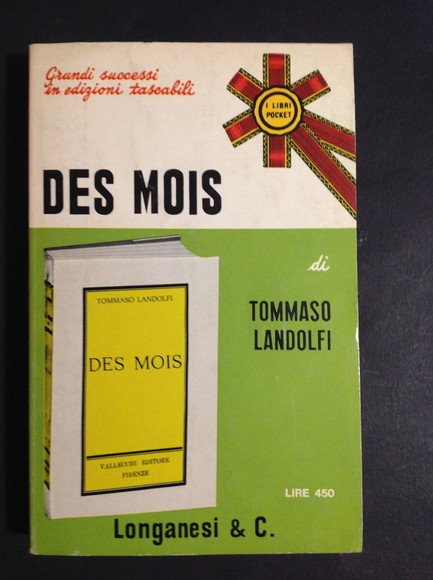 Grandi successi
in edizioni tascabili
I LIBRI
POCKET
DES MOIS
di
TOMMASO
LANDOLFI
TOMMASO LANDOLFI
DES MOIS
VALLECCHI EDITORE
FIRENZE
LIRE 450
Longanesi & C.